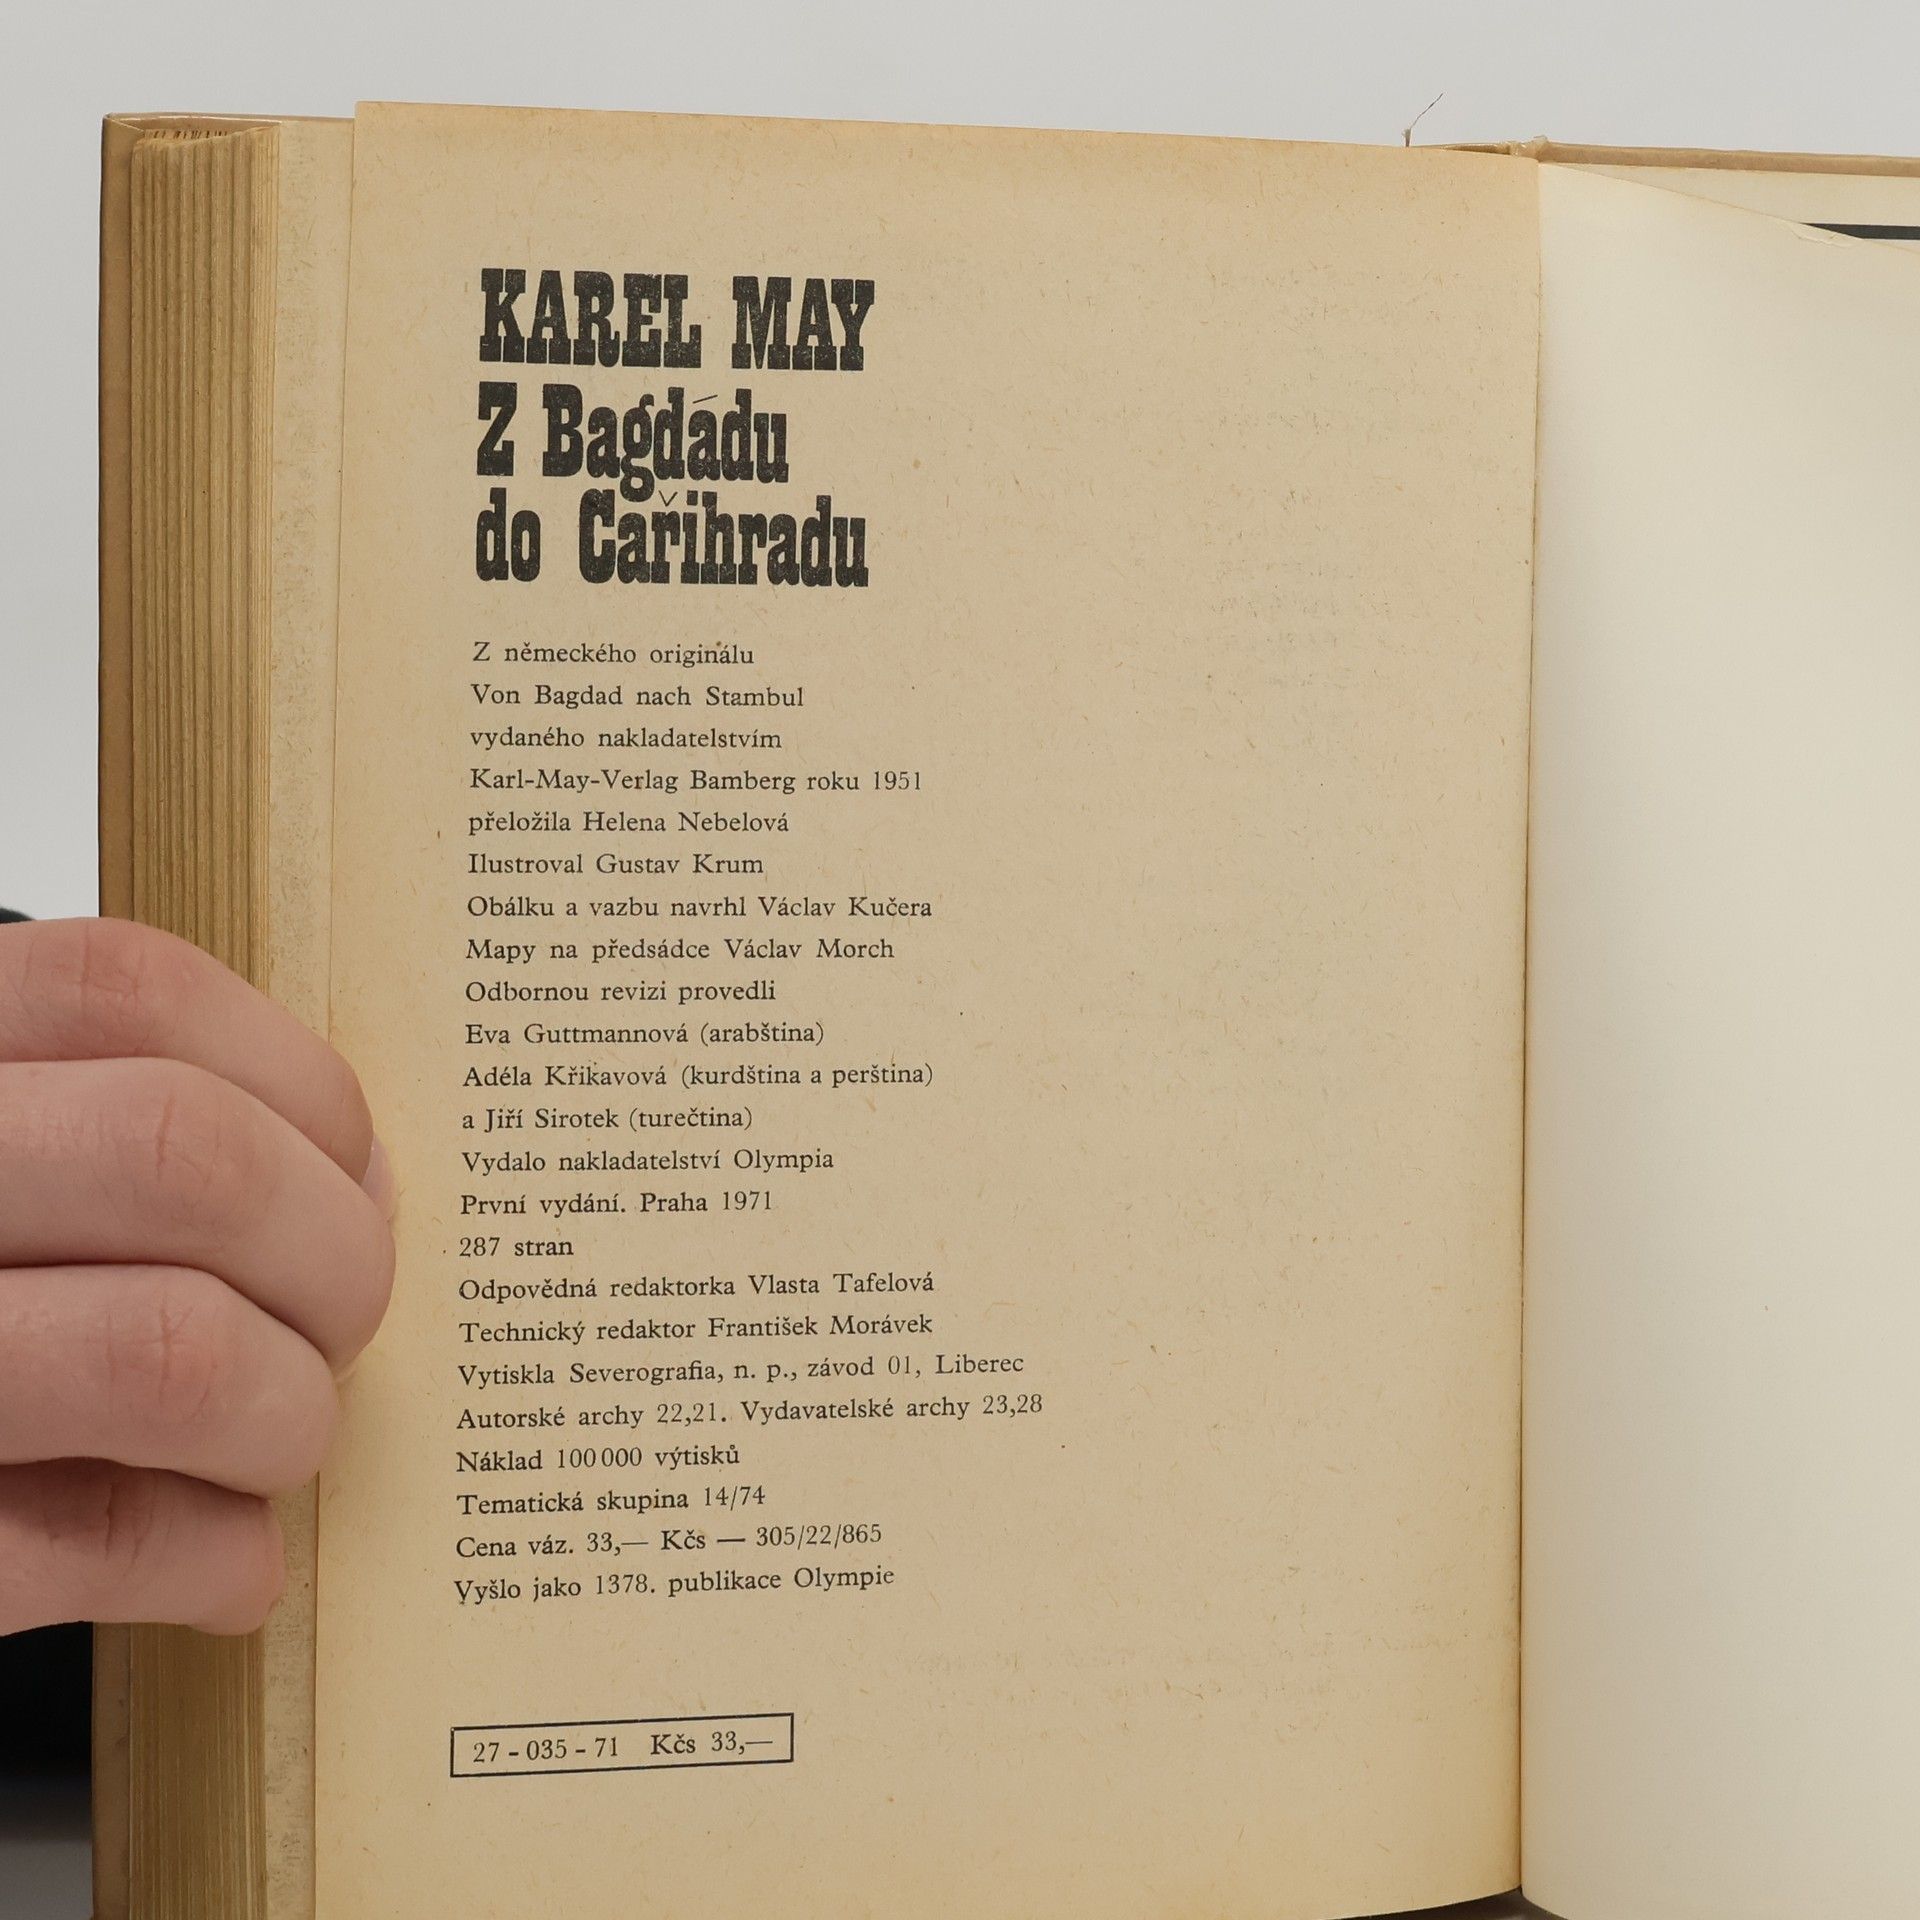 KAREL MAY
Z Bagdádu
do Cařihradu
Z německého originálu
Von Bagdad nach Stambul
vydaného nakladatelstvím
Karl-May-Verlag Bamberg roku 1951
přeložila Helena Nebelová
Ilustroval Gustav Krum
Obálku a vazbu navrhl Václav Kučera
Mapy na předsádce Václav Morch
Odbornou revizi provedli
Eva Guttmannová (arabština)
Adéla Křikavová (kurdština a perština)
a Jiří Sirotek (turečtina)
Vydalo nakladatelství Olympia
První vydání. Praha 1971
287 stran
Odpovědná redaktorka Vlasta Tafelová
Technický redaktor František Morávek
Vytiskla Severografia, n. p., závod 01, Liberec
Autorské archy 22,21. Vydavatelské archy 23,28
Náklad 100 000 výtisků
Tematická skupina 14/74
Cena váz. 33,— Kčs — 305/22/865
Vyšlo jako 1378. publikace Olympie
27 - 035 - 71 Kčs 33,—